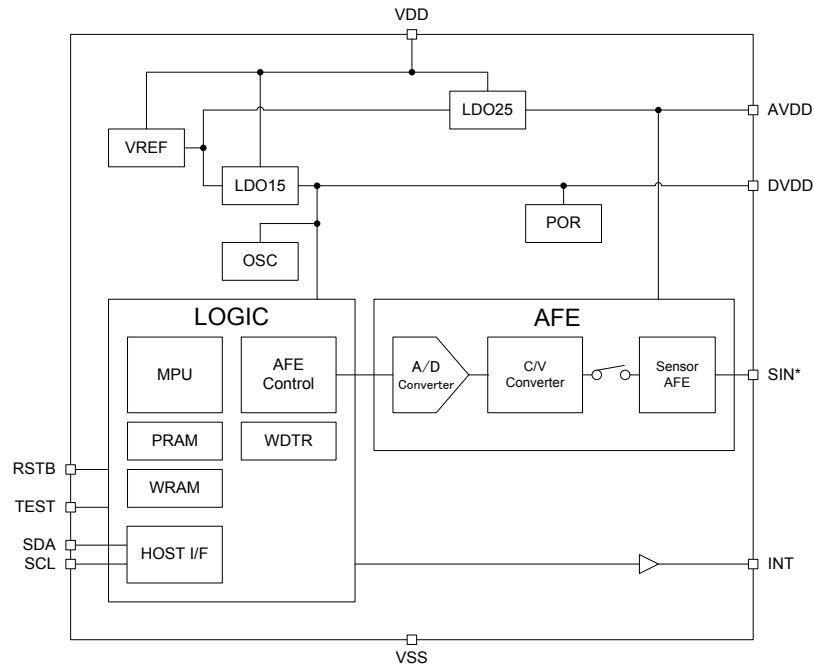 VDD
LDO25
AVDD
VREF
LDO15
DVDD
POR
OSC
LOGIC
AFE
MPU
AFE
Control
A/D
Converter
C/V
Converter
Sensor
AFE
SIN*
PRAM
WDTR
RSTB
WRAM
TEST
SDA
SCL
HOST I/F
INT
VSS